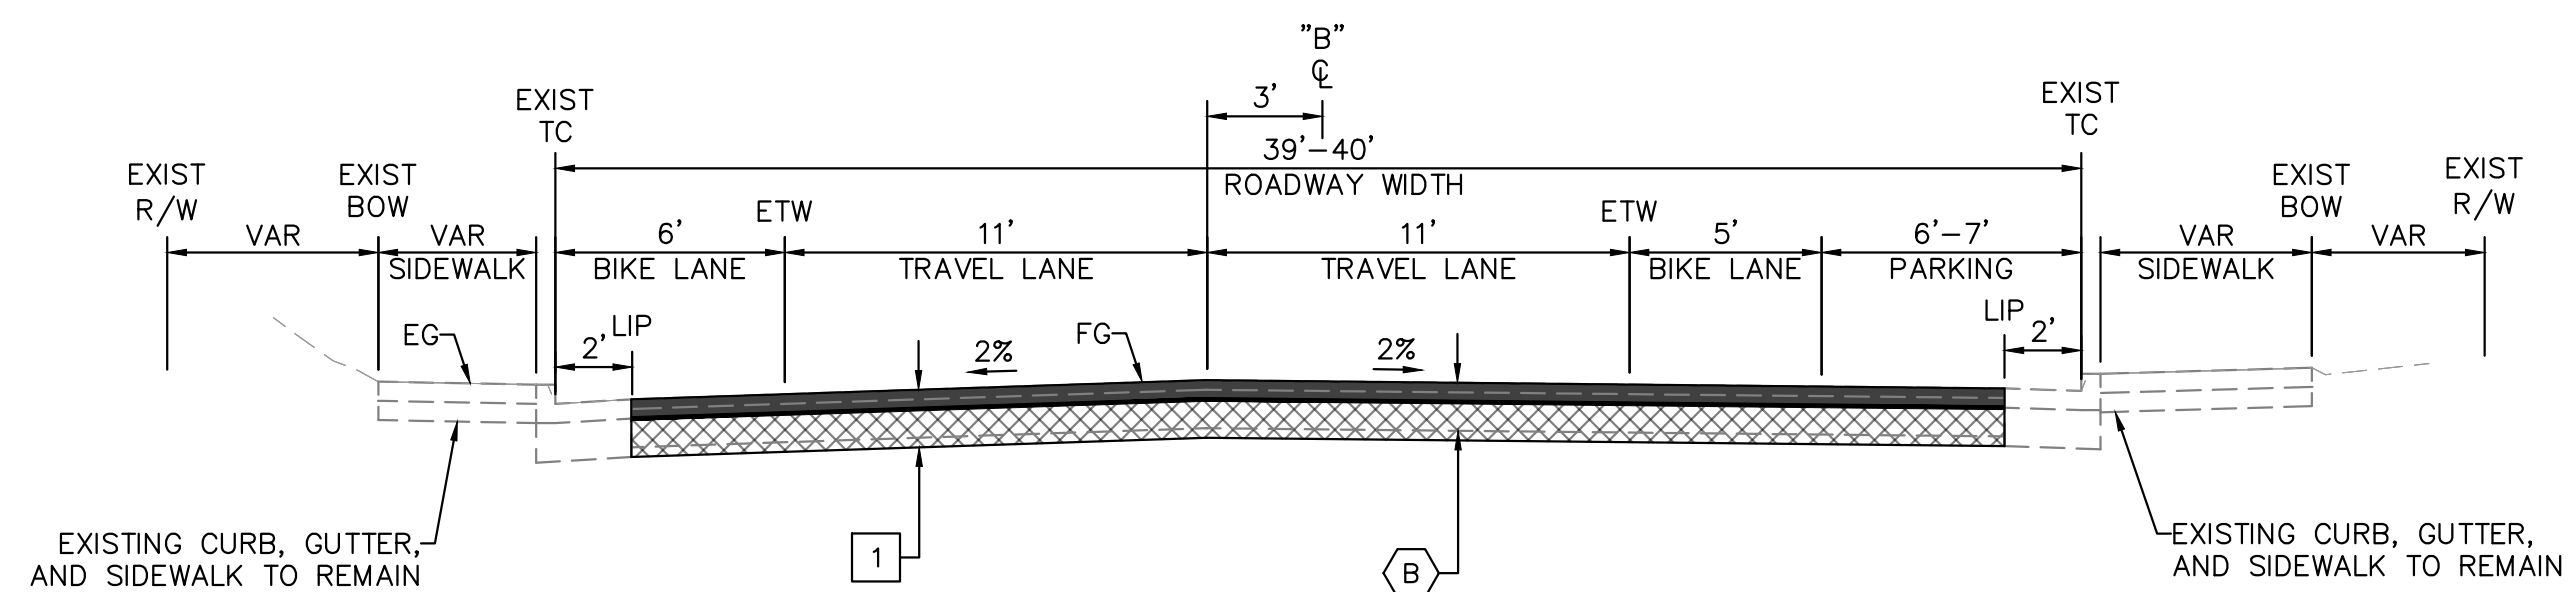 "B"
℄
3'
EXIST
TC
EXIST
TC
39'-40'
ROADWAY WIDTH
EXIST
R/W
EXIST
BOW
ETW
ETW
EXIST
BOW
EXIST
R/W
VAR
VAR
SIDEWALK
6'
BIKE LANE
11'
TRAVEL LANE
11'
TRAVEL LANE
5'
BIKE LANE
6'-7'
PARKING
VAR
SIDEWALK
VAR
EG
2'
LIP
2%
FG
2%
LIP
2'
EXISTING CURB, GUTTER,
AND SIDEWALK TO REMAIN
1
B
EXISTING CURB, GUTTER,
AND SIDEWALK TO REMAIN